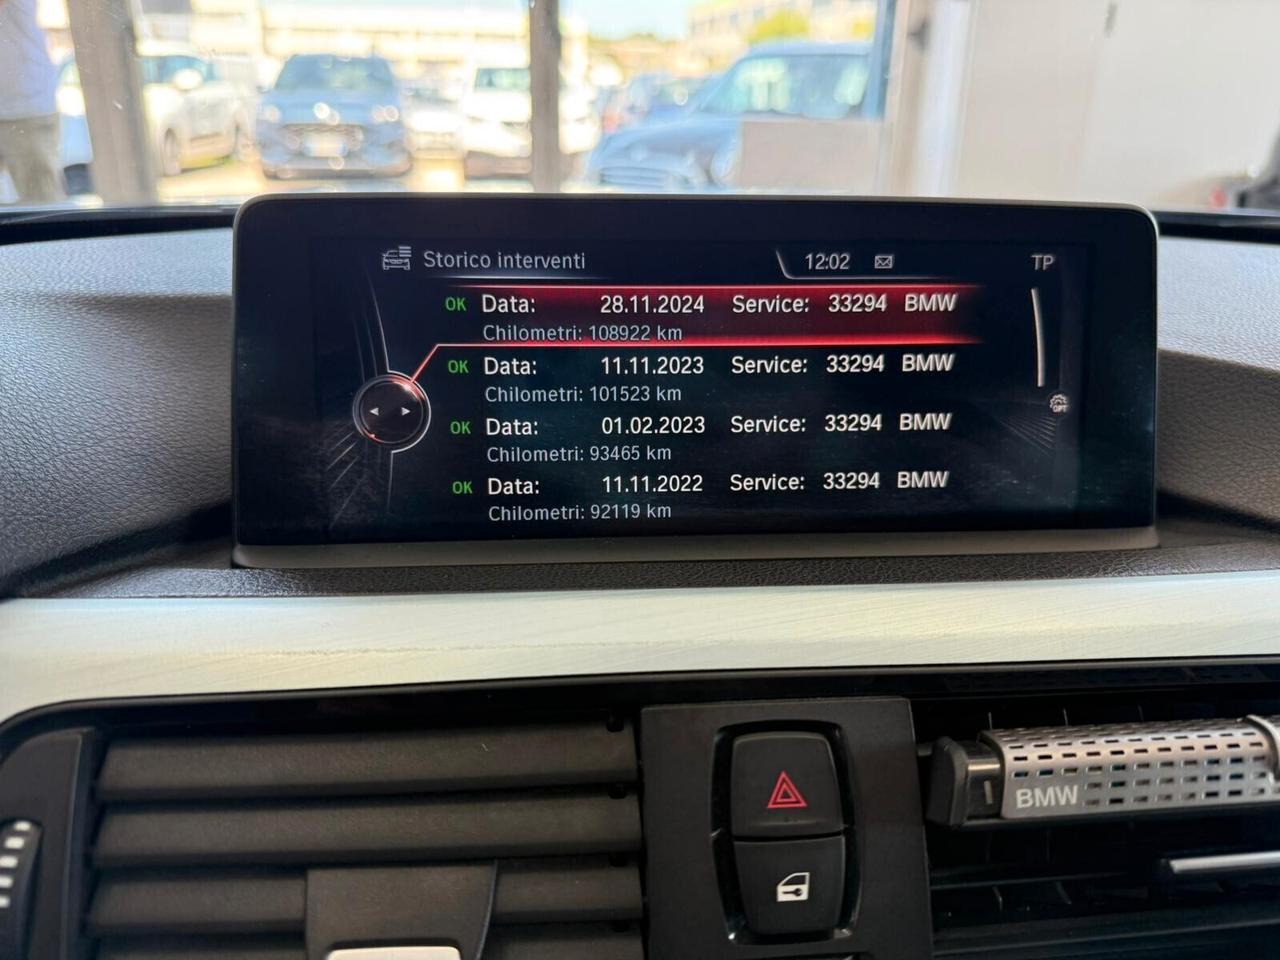 Storico interventi 12:02 TP
OK Data: 28.11.2024 Service: 33294 BMW
Chilometri: 108922 km
OK Data: 11.11.2023 Service: 33294 BMW
Chilometri: 101523 km
OPT
OK Data: 01.02.2023 Service: 33294 BMW
Chilometri: 93465 km
OK Data: 11.11.2022 Service: 33294 BMW
Chilometri: 92119 km
BMW